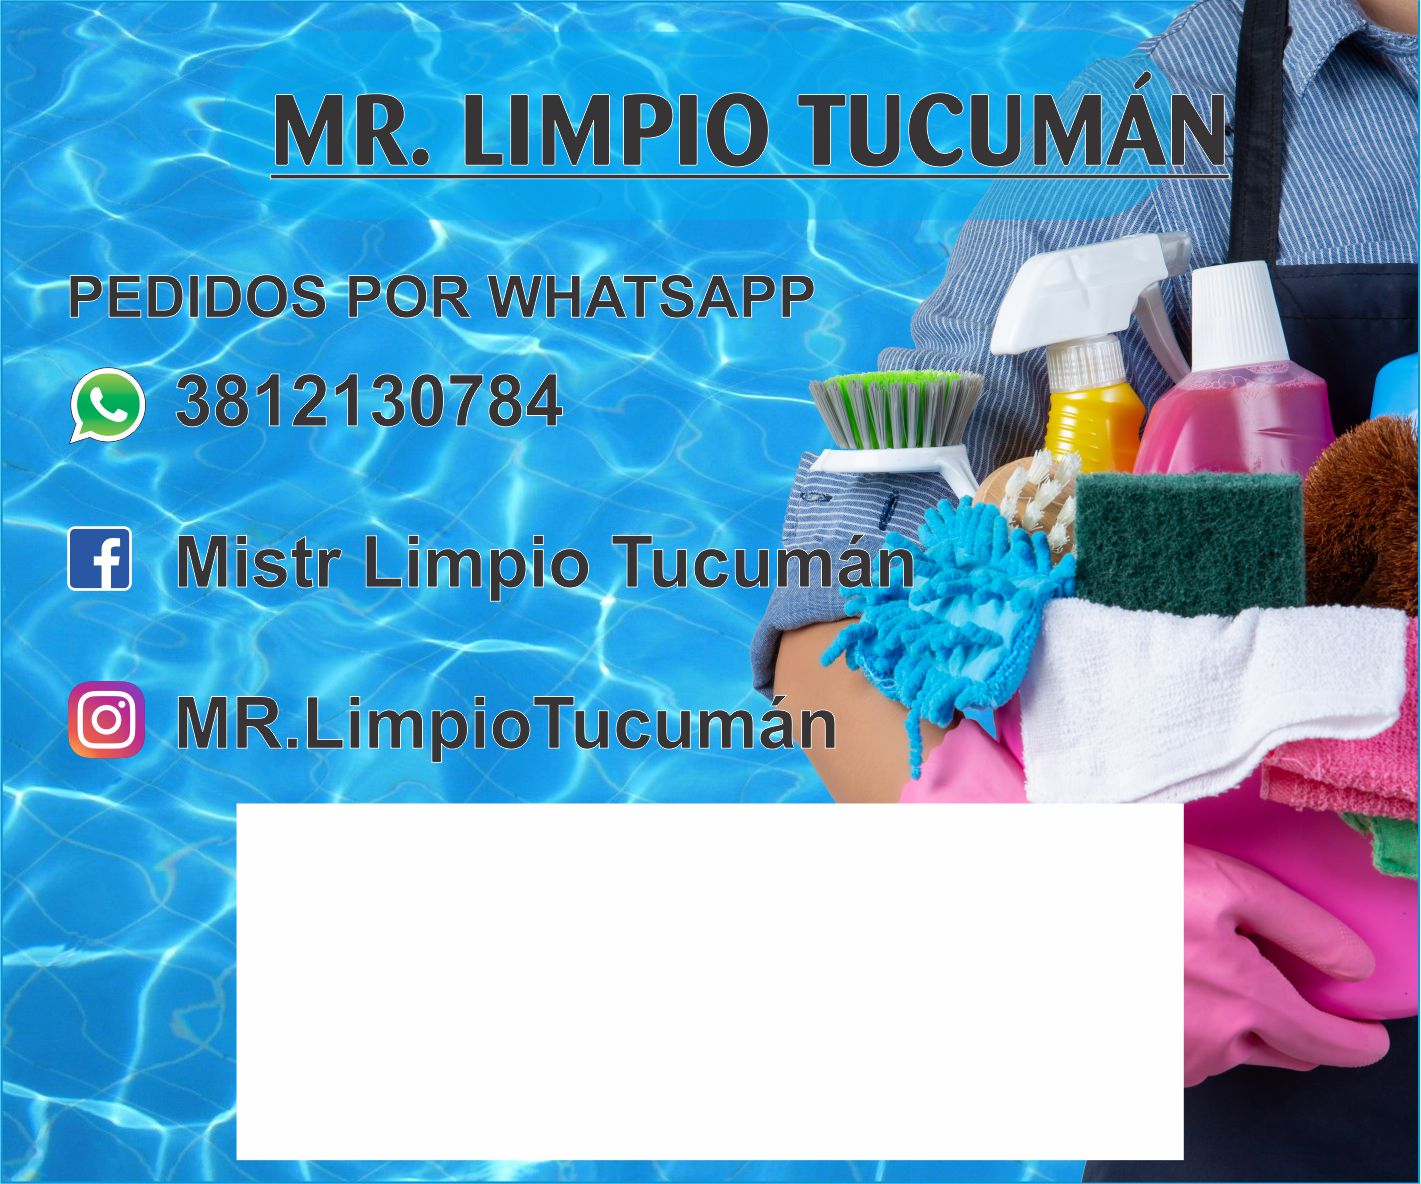 MR. LIMPIO TUCUMÁN
PEDIDOS POR WHATSAPP
3812130784
Mistr Limpio Tucumán
MR.LimpioTucumán